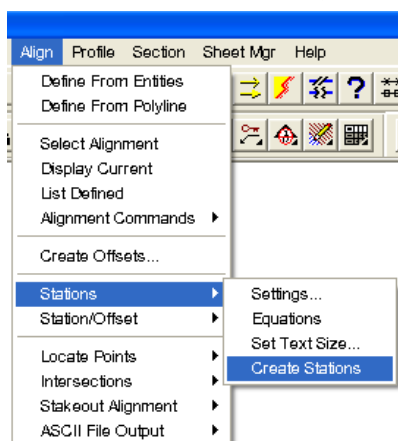 Align Profile Section Sheet Mgr Help
Define From Entities
Define From Polyline
Select Alignment
Display Current
List Defined
Alignment Commands
Create Offsets...
Stations
Station/Offset
Locate Points
Intersections
Stakeout Alignment
ASCII File Output
Settings...
Equations
Set Text Size...
Create Stations